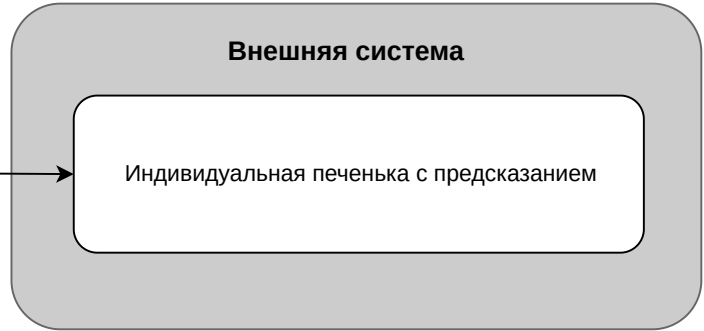 Внешняя система
Индивидуальная печенька с предсказанием